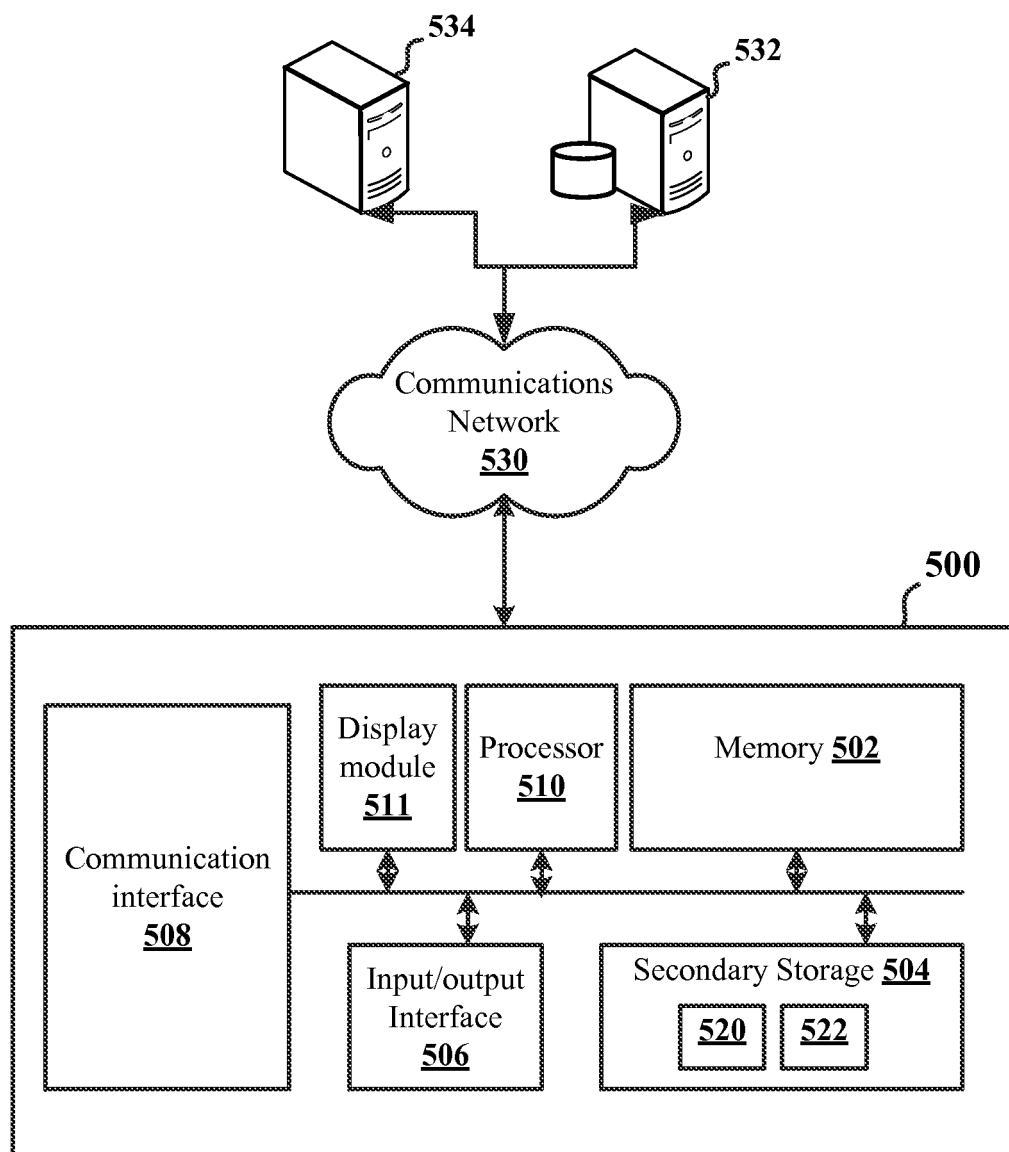 534
532
Communications
Network
530
500
Display
module
511
Processor
510
Memory 502
Communication
interface
508
Input/output
Interface
506
Secondary Storage 504
520
522